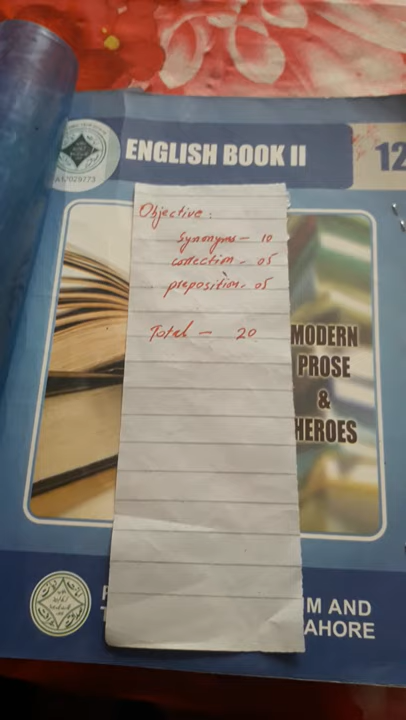 ENGLISH BOOK II
12
Objective:
Synonyms - 10
correction - 05
preposition - 05
Total - 20
MODERN
PROSE
&
HEROES
M AND
AHORE